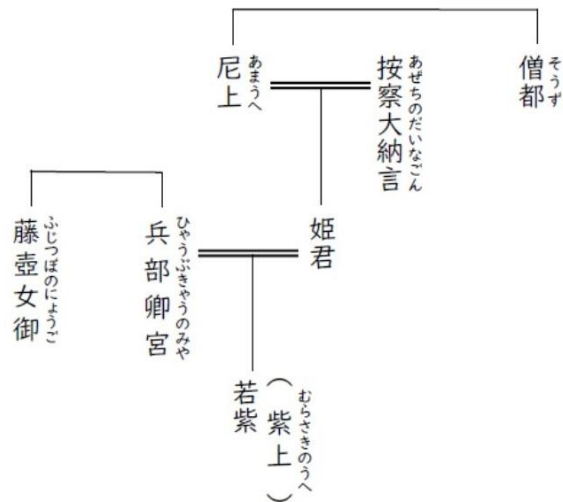 僧都
そうず
按察大納言
あぜちのだいなごん
尼上
あまうへ
姫君
兵部卿宮
ひやうぶきやうのみや
藤壺女御
ふじつぼのにょうご
(紫上)
むらさきのうへ
若紫